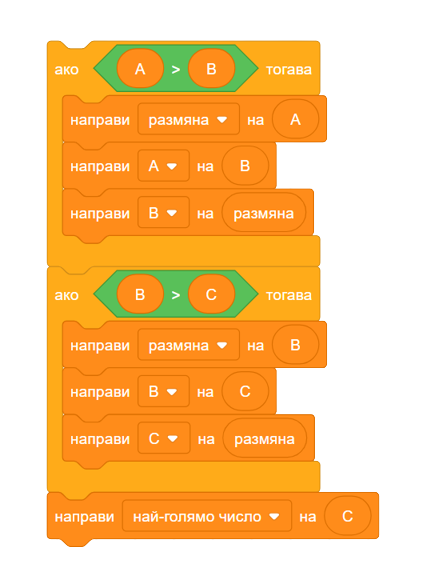 ако A > B тогава
направи размяна на A
направи A на B
направи B на размяна
ако B > C тогава
направи размяна на B
направи B на C
направи C на размяна
направи най-голямо число на C